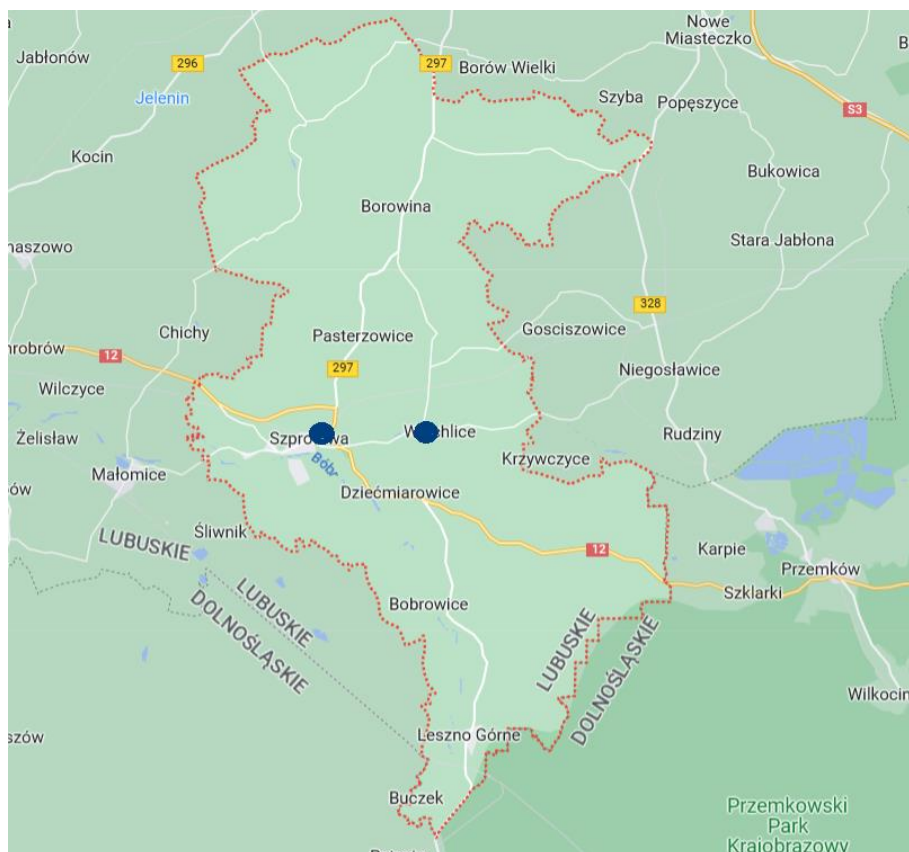 Jabłonów
296
297
Borów Wielki
Nowe
Miasteczko
Jelenin
Szyba
Popęszyce
S3
Kocin
Bukowica
Borowina
Stara Jabłona
naszowo
328
Chichy
Pasterzowice
Gosciszowice
12
297
Niegosławice
Wilczyce
Żelisław
Rudziny
Krzywczyce
Małomice
Bóbr
Dziećmiarowice
Śliwnik
LUBUSKIE
12
Karpie
Przemków
Szklarki
LUBUSKIE
DOLNOŚLĄSKIE
Bobrowice
LUBUSKIE
DOLNOŚLĄSKIE
Wilkocin
Leszno Górne
Buczek
Przemkowski
Park
Krajobrazowy